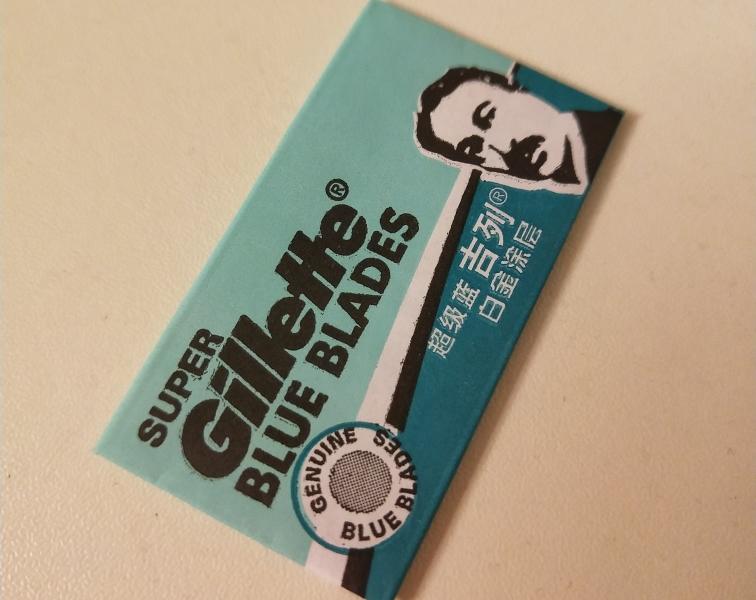 SUPER
Gillette®
BLUE BLADES
超级蓝 吉列®
白金涂层
GENUINE
BLUE BLADES